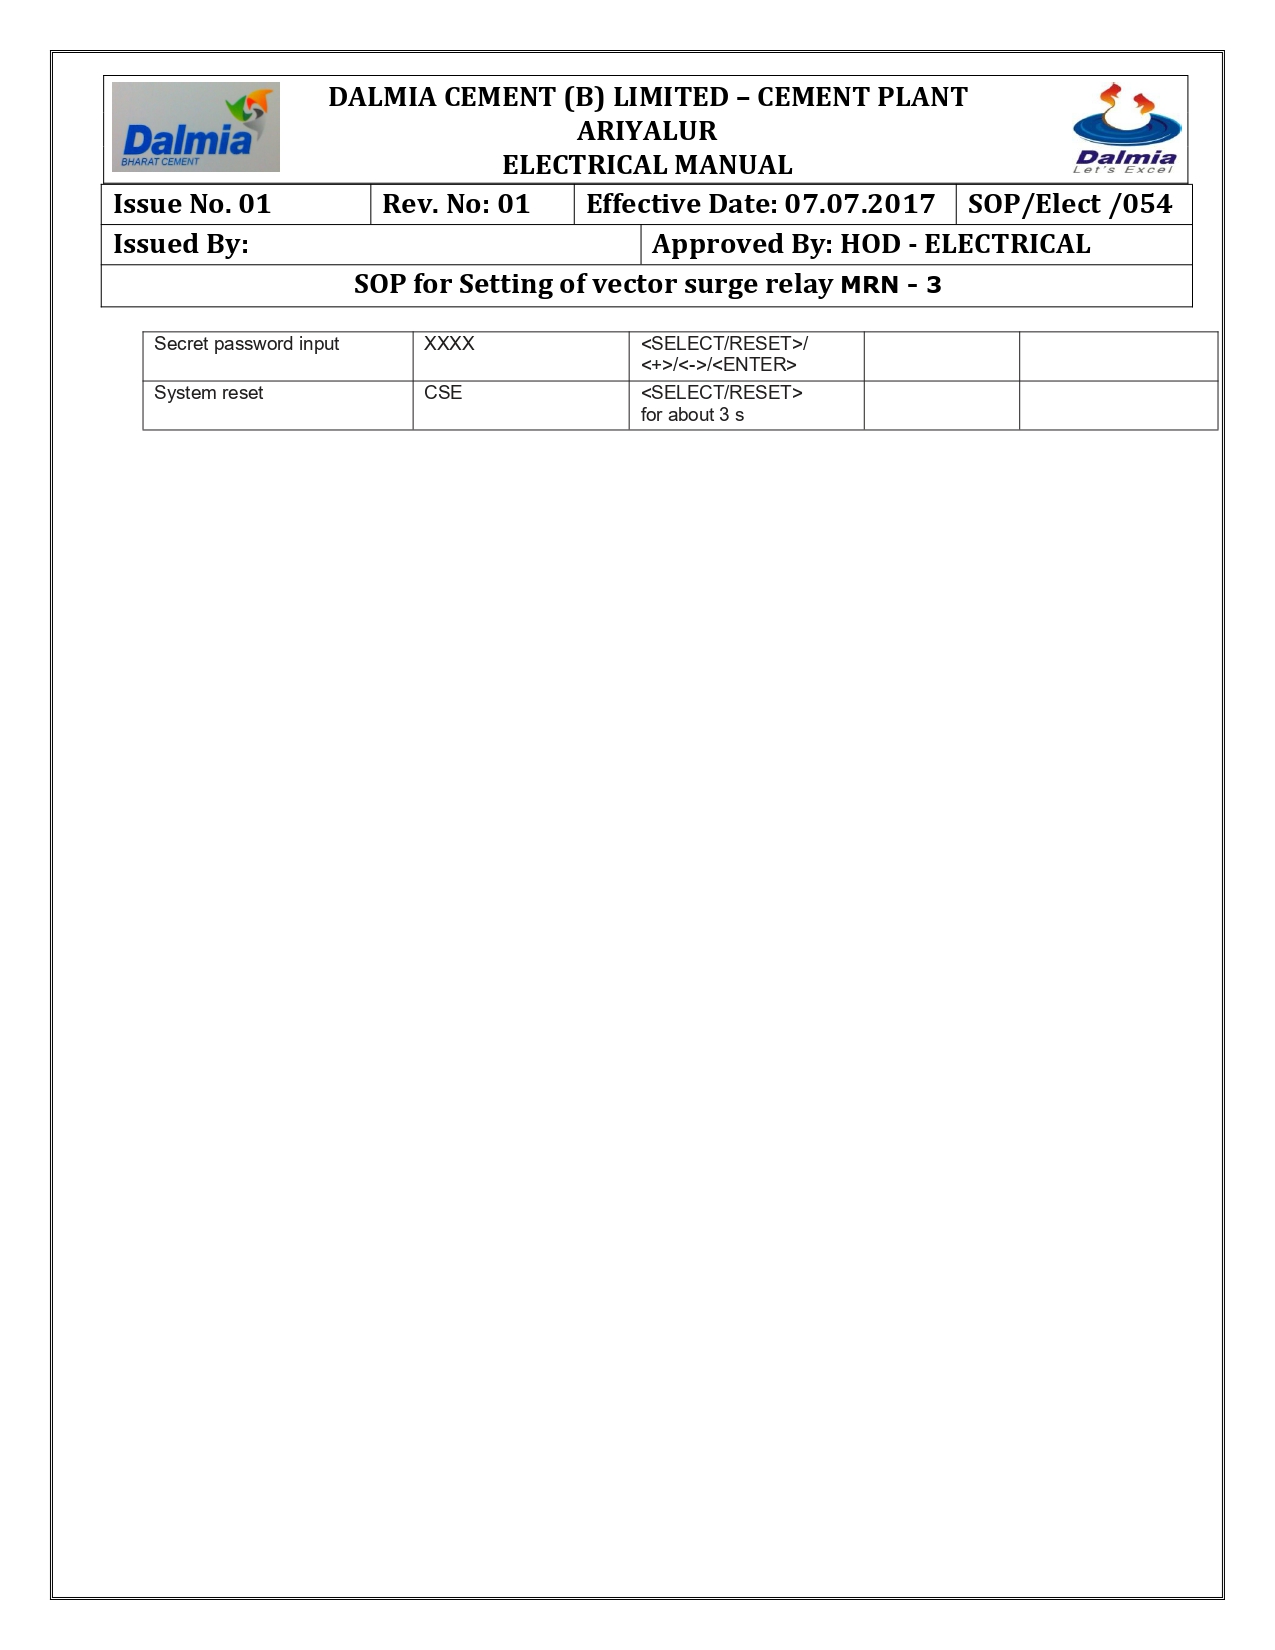 Dalmia
BHARAT CEMENT
DALMIA CEMENT (B) LIMITED – CEMENT PLANT
ARIYALUR
ELECTRICAL MANUAL
Dalmia
Let's Excel
Issue No. 01 Rev. No: 01 Effective Date: 07.07.2017 SOP/Elect /054
Issued By: Approved By: HOD - ELECTRICAL
SOP for Setting of vector surge relay MRN - 3
Secret password input XXXX <SELECT/RESET>/
<+>/<->/<ENTER>
System reset CSE <SELECT/RESET>
for about 3 s